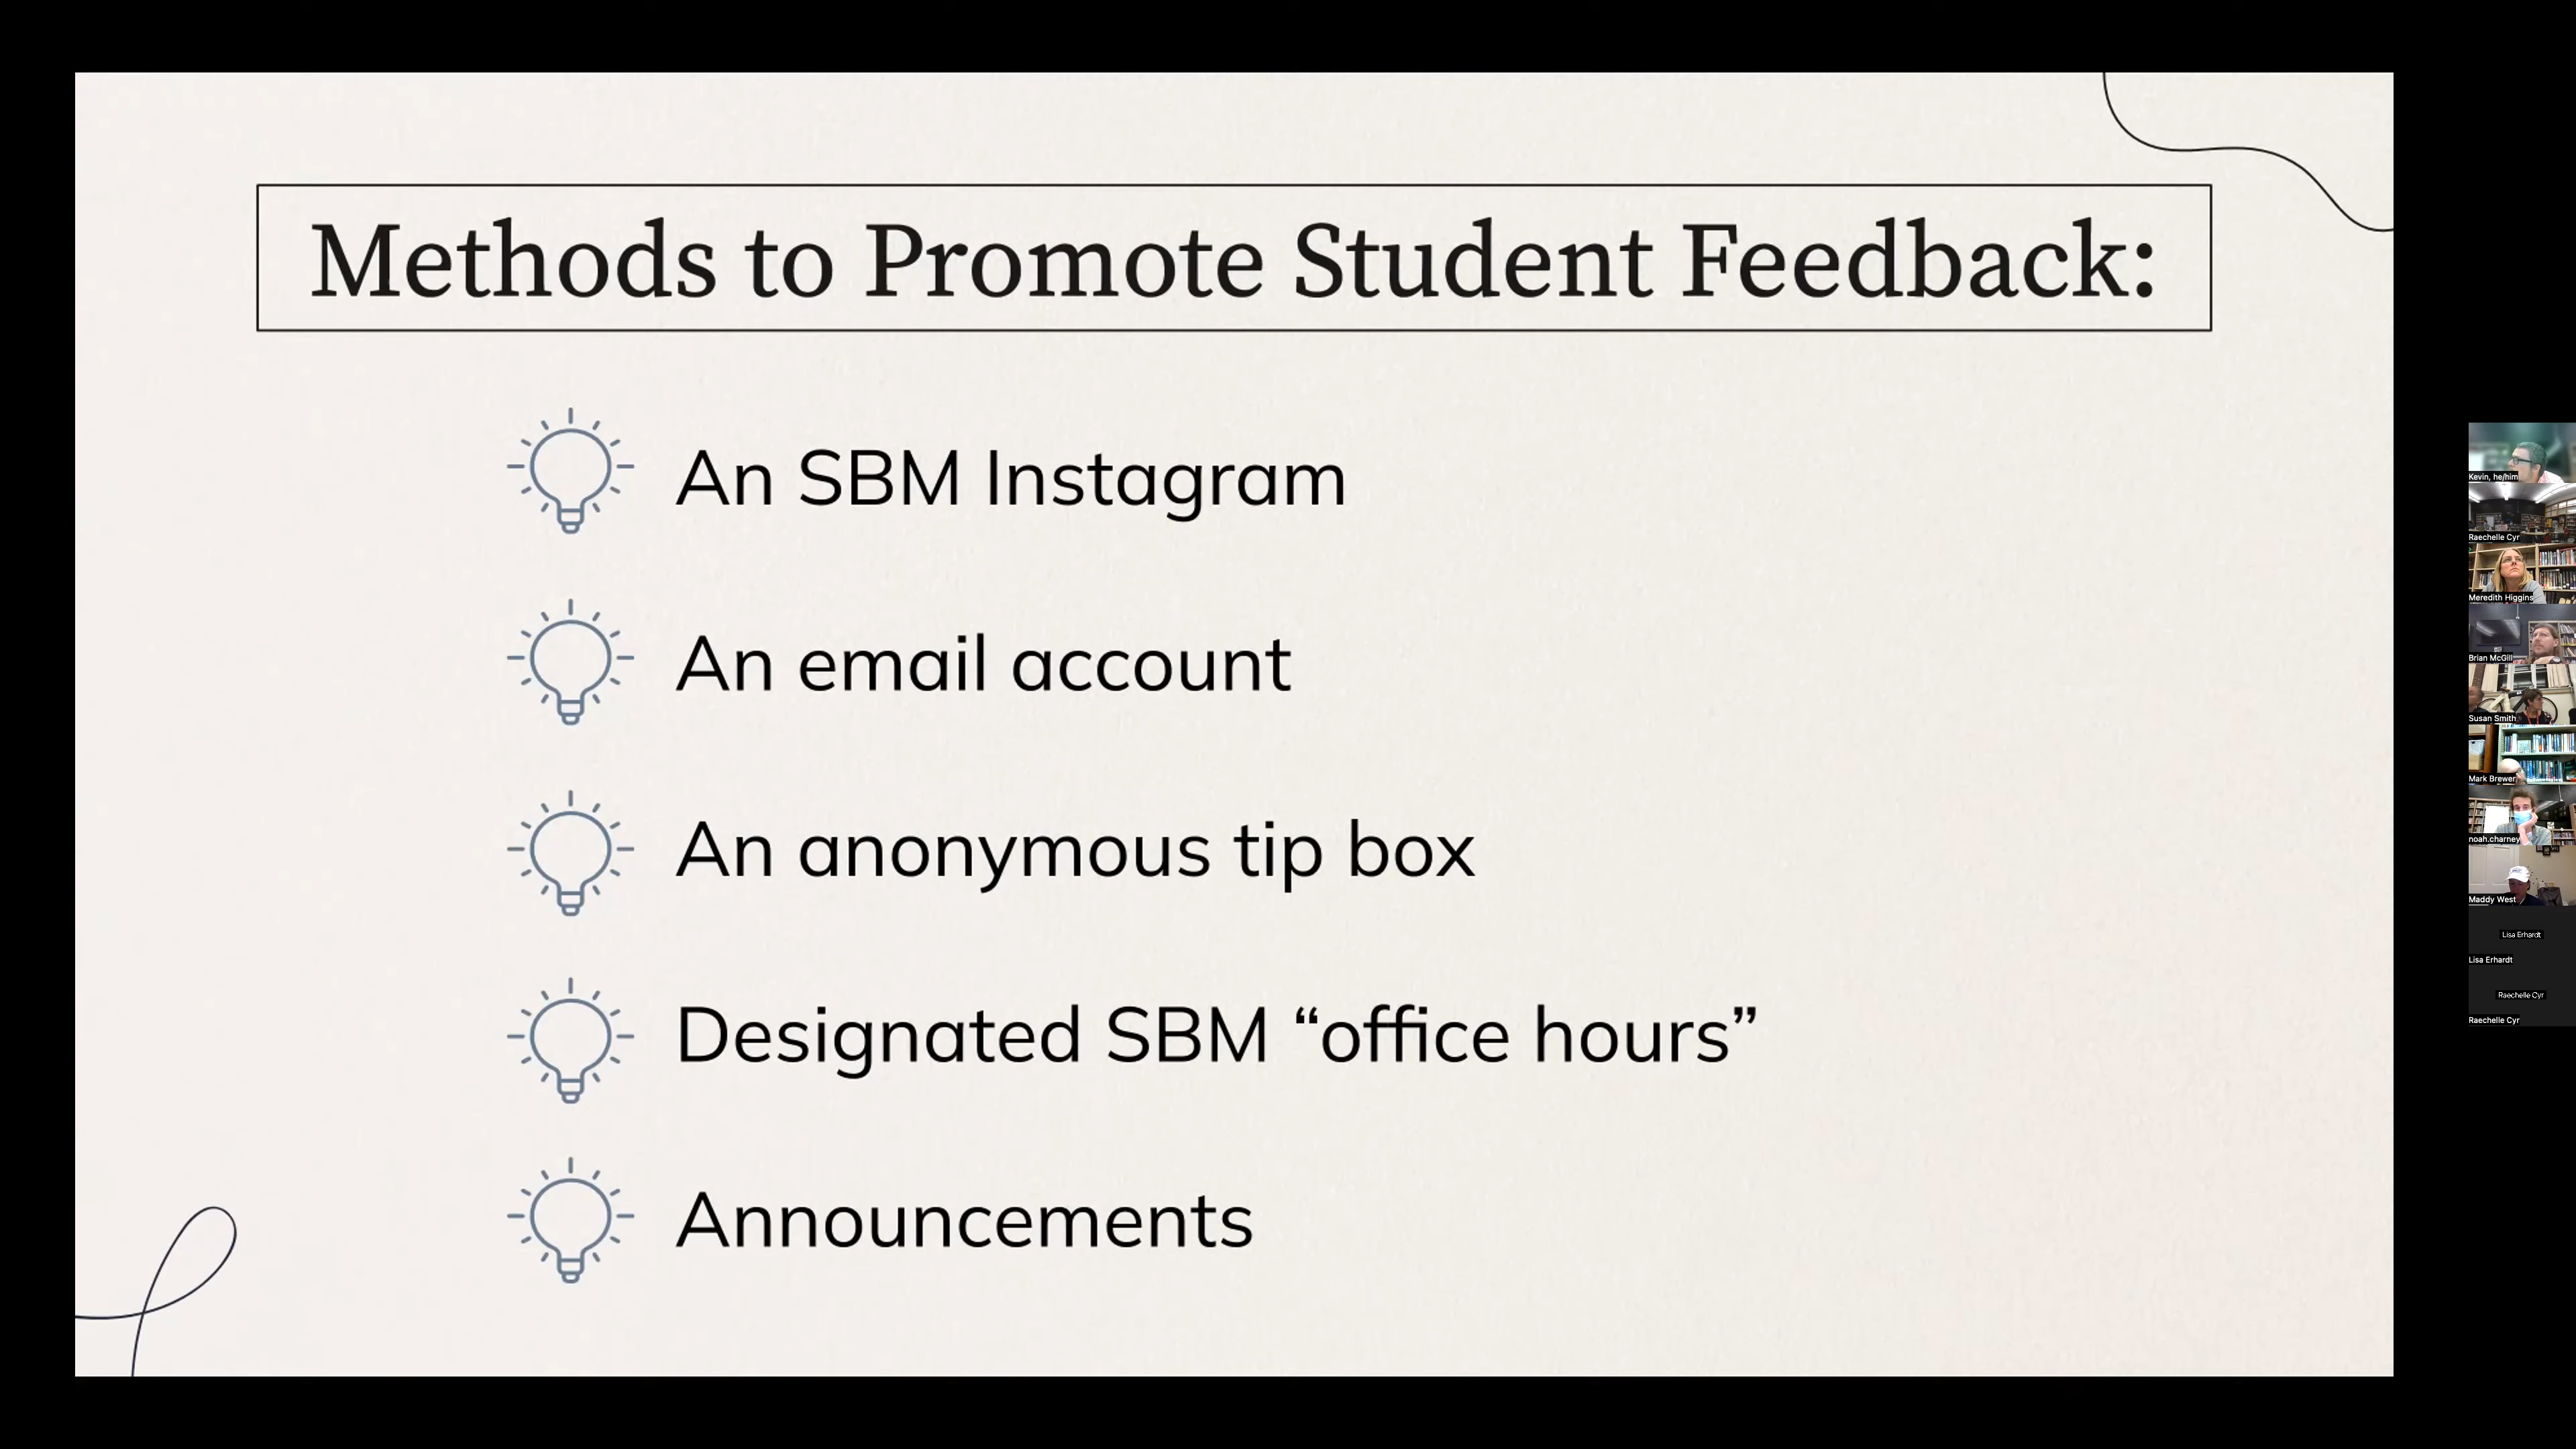 Methods to Promote Student Feedback:
An SBM Instagram
An email account
An anonymous tip box
Designated SBM “office hours”
Announcements
Kevin, he/him
Raechelle Cyr
Meredith Higgins
Brian McGill
Susan Smith
Mark Brewer
noah.charney
Maddy West
Lisa Erhardt
Lisa Erhardt
Raechelle Cyr
Raechelle Cyr